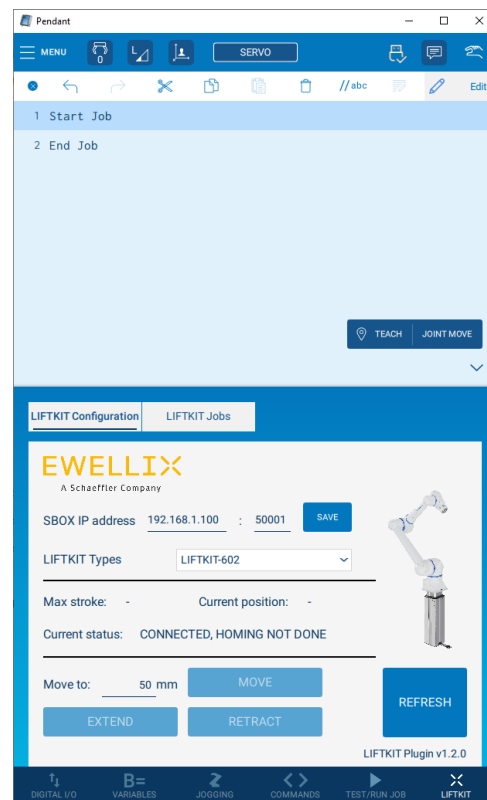 Pendant
MENU
0
SERVO
// abc
Edit
1 Start Job
2 End Job
TEACH JOINT MOVE
LIFTKIT Configuration LIFTKIT Jobs
EWELLIX
A Schaeffler Company
SBOX IP address 192.168.1.100 : 50001 SAVE
LIFTKIT Types LIFTKIT-602
Max stroke: - Current position: -
Current status: CONNECTED, HOMING NOT DONE
Move to: 50 mm MOVE
REFRESH
EXTEND RETRACT
LIFTKIT Plugin v1.2.0
B=
DIGITAL I/O VARIABLES JOGGING COMMANDS TEST/RUN JOB LIFTKIT